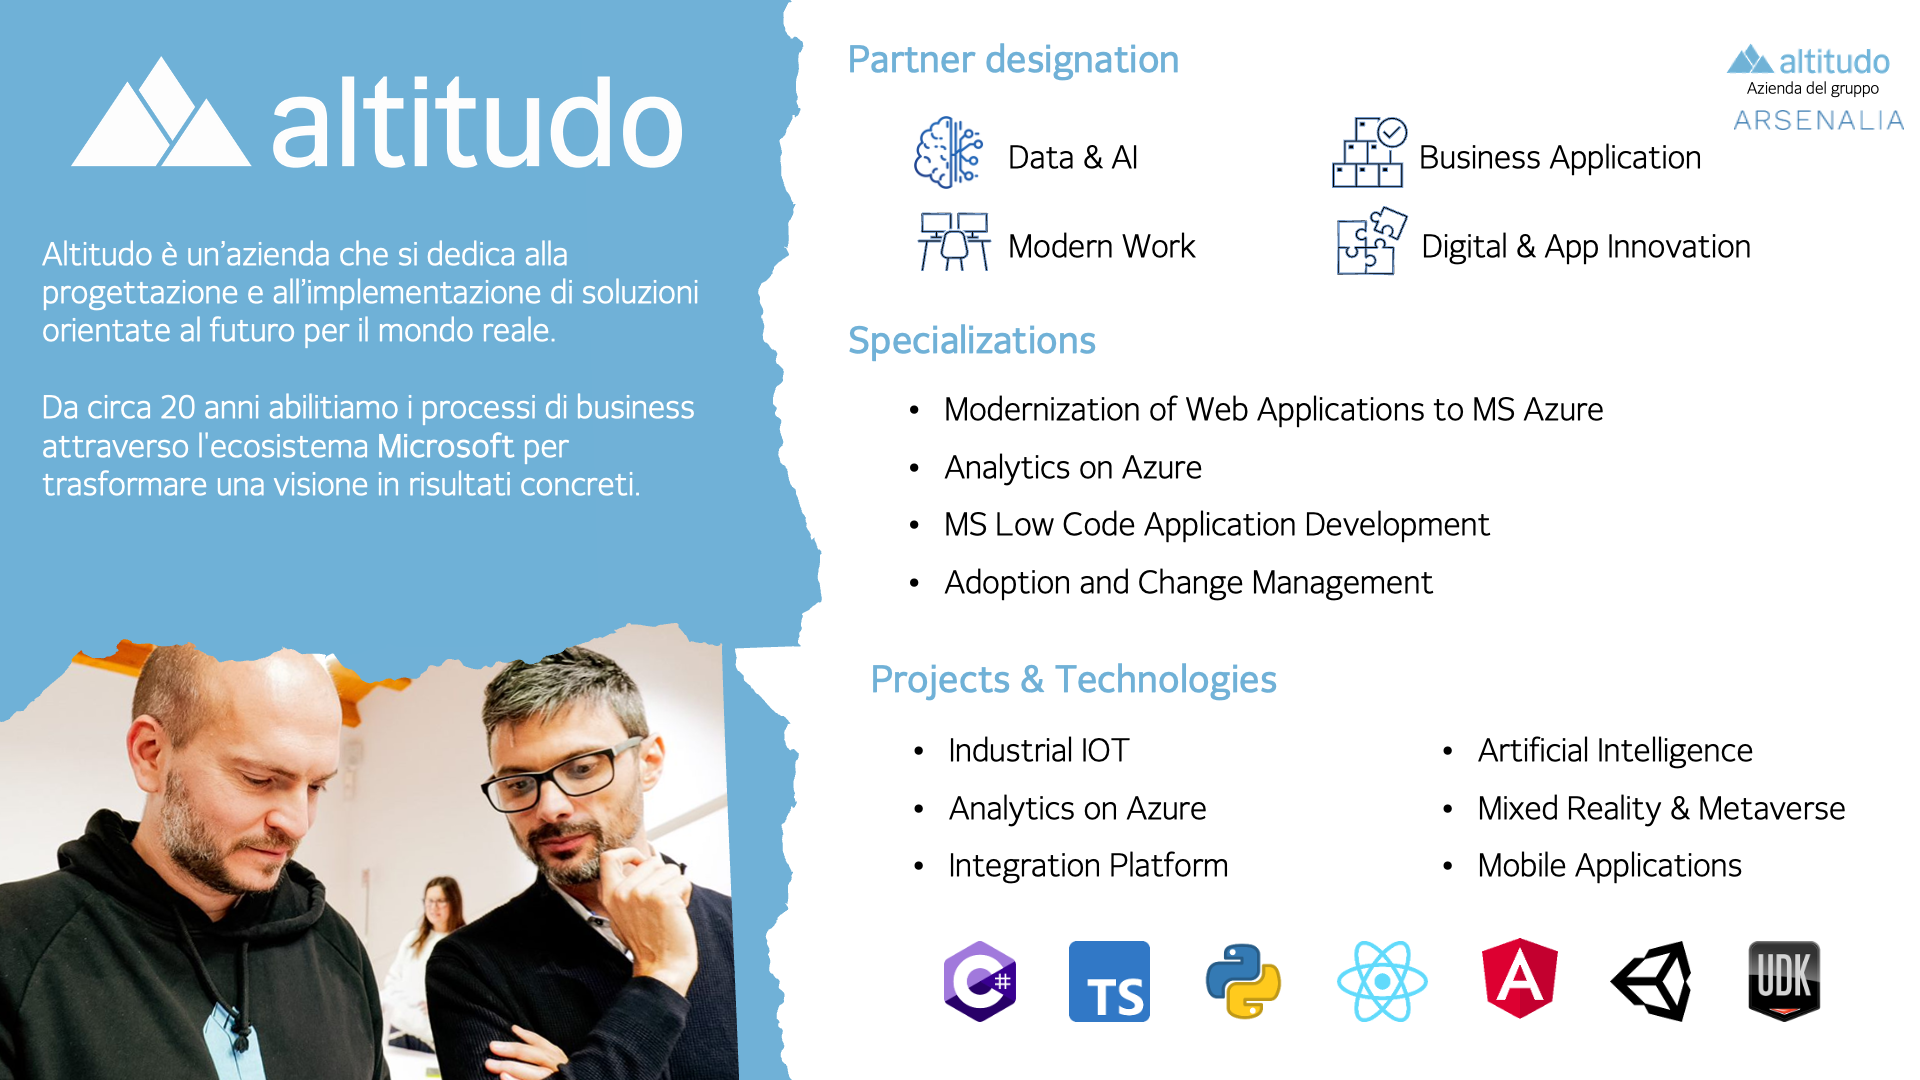 altitudo
Altitudo è un’azienda che si dedica alla
progettazione e all’implementazione di soluzioni
orientate al futuro per il mondo reale.
Da circa 20 anni abilitiamo i processi di business
attraverso l'ecosistema Microsoft per
trasformare una visione in risultati concreti.
Partner designation
altitudo
Azienda del gruppo
ARSENALIA
Data & AI
Business Application
Modern Work
Digital & App Innovation
Specializations
• Modernization of Web Applications to MS Azure
• Analytics on Azure
• MS Low Code Application Development
• Adoption and Change Management
Projects & Technologies
• Industrial IOT
• Analytics on Azure
• Integration Platform
• Artificial Intelligence
• Mixed Reality & Metaverse
• Mobile Applications
C#
TS
A
UDK